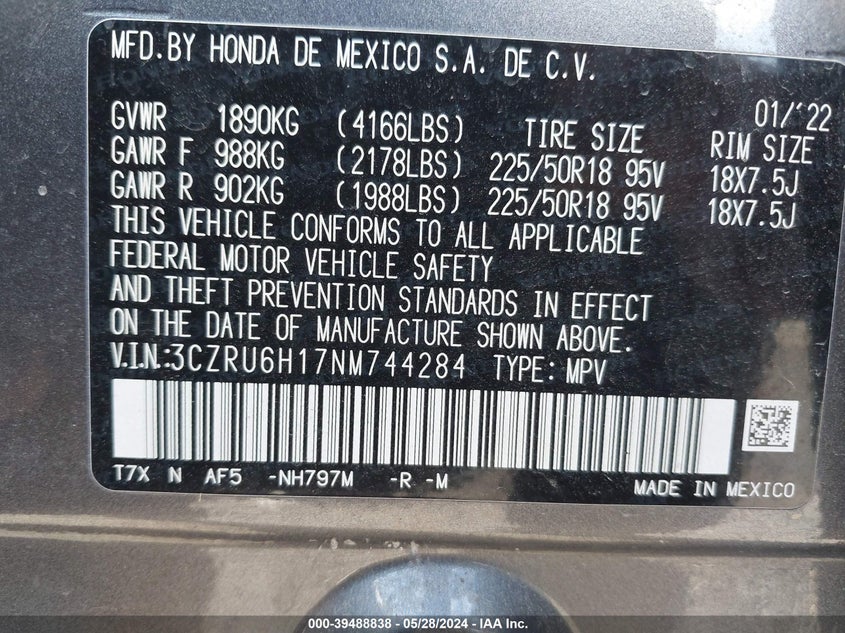 MFD.BY HONDA DE MEXICO S.A. DE C.V.
01/'22
GVWR 1890KG (4166LBS) TIRE SIZE RIM SIZE
GAWR F 988KG (2178LBS) 225/50R18 95V 18X7.5J
GAWR R 902KG (1988LBS) 225/50R18 95V 18X7.5J
THIS VEHICLE CONFORMS TO ALL APPLICABLE
FEDERAL MOTOR VEHICLE SAFETY
AND THEFT PREVENTION STANDARDS IN EFFECT
ON THE DATE OF MANUFACTURE SHOWN ABOVE.
V.I.N.:3CZRU6H17NM744284 TYPE: MPV
T7X N AF5 -NH797M -R -M MADE IN MEXICO
000-39488838 - 05/28/2024 - IAA Inc.